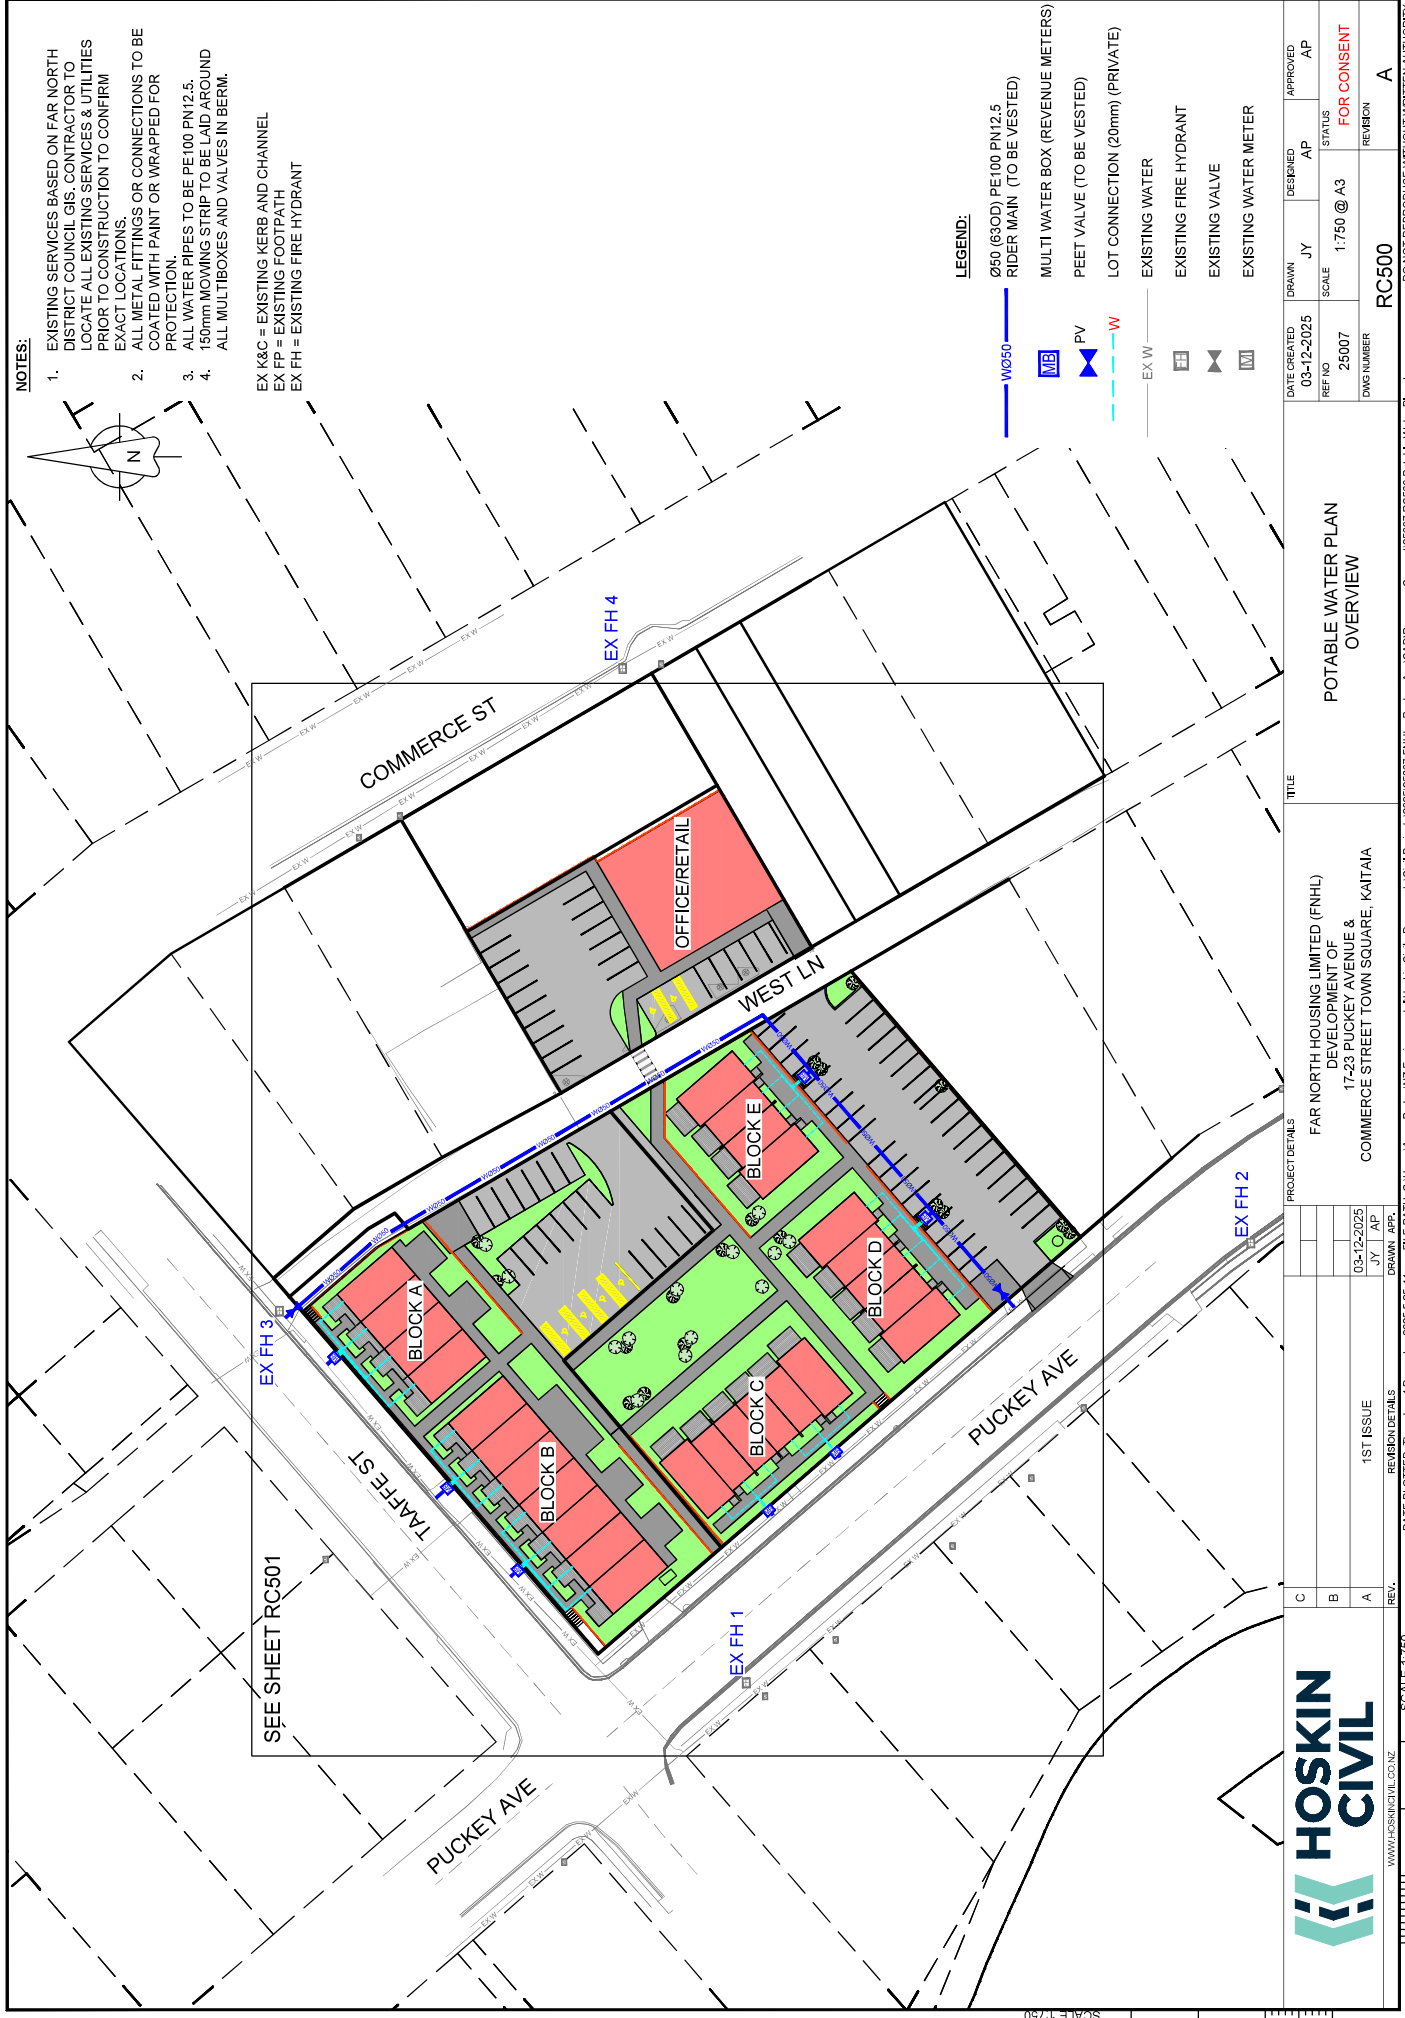 NOTES:
1. EXISTING SERVICES BASED ON FAR NORTH
DISTRICT COUNCIL GIS. CONTRACTOR TO
LOCATE ALL EXISTING SERVICES & UTILITIES
PRIOR TO CONSTRUCTION TO CONFIRM
EXACT LOCATIONS.
2. ALL METAL FITTINGS OR CONNECTIONS TO BE
COATED WITH PAINT OR WRAPPED FOR
PROTECTION.
3. ALL WATER PIPES TO BE PE100 PN12.5.
4. 150mm MOWING STRIP TO BE LAID AROUND
ALL MULTIBOXES AND VALVES IN BERM.
EX K&C = EXISTING KERB AND CHANNEL
EX FP = EXISTING FOOTPATH
EX FH = EXISTING FIRE HYDRANT
N
LEGEND:
WØ50 Ø50 (63OD) PE100 PN12.5
RIDER MAIN (TO BE VESTED)
MB MULTI WATER BOX (REVENUE METERS)
PV PEET VALVE (TO BE VESTED)
W LOT CONNECTION (20mm) (PRIVATE)
EX W EXISTING WATER
FH EXISTING FIRE HYDRANT
EXISTING VALVE
M EXISTING WATER METER
SEE SHEET RC501
EX FH 3
EX FH 4
EX FH 1
EX FH 2
COMMERCE ST
TAAFFE ST
WEST LN
PUCKEY AVE
PUCKEY AVE
BLOCK A
BLOCK B
BLOCK C
BLOCK D
BLOCK E
OFFICE/RETAIL
HOSKIN
CIVIL
WWW.HOSKINCIVIL.CO.NZ
C
B
A 1ST ISSUE 03-12-2025
JY AP
REV. REVISION DETAILS DRAWN APP.
PROJECT DETAILS
FAR NORTH HOUSING LIMITED (FNHL)
DEVELOPMENT OF
17-23 PUCKEY AVENUE &
COMMERCE STREET TOWN SQUARE, KAITAIA
TITLE
POTABLE WATER PLAN
OVERVIEW
DATE CREATED
03-12-2025
DRAWN
JY
DESIGNED
AP
APPROVED
AP
REF NO
25007
SCALE
1:750 @ A3
STATUS
FOR CONSENT
DWG NUMBER
RC500
REVISION
A
SCALE 1:750